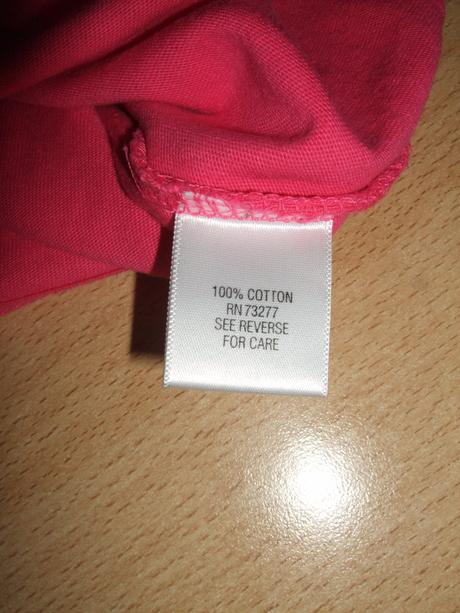 100% COTTON
RN 73277
SEE REVERSE
FOR CARE